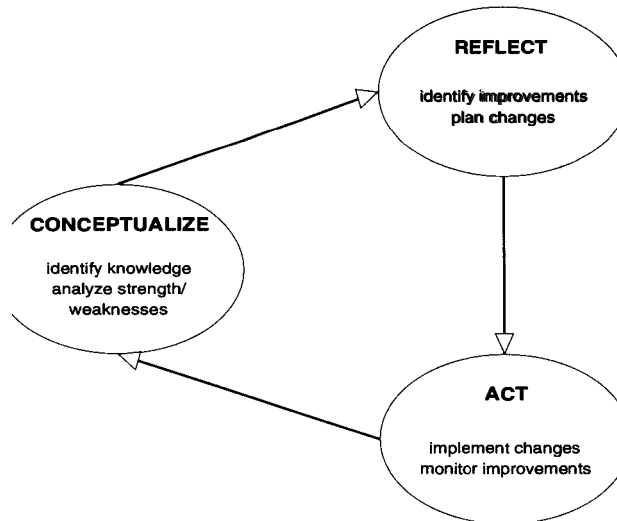 REFLECT
identify improvements
plan changes
CONCEPTUALIZE
identify knowledge
analyze strength/
weaknesses
ACT
implement changes
monitor improvements